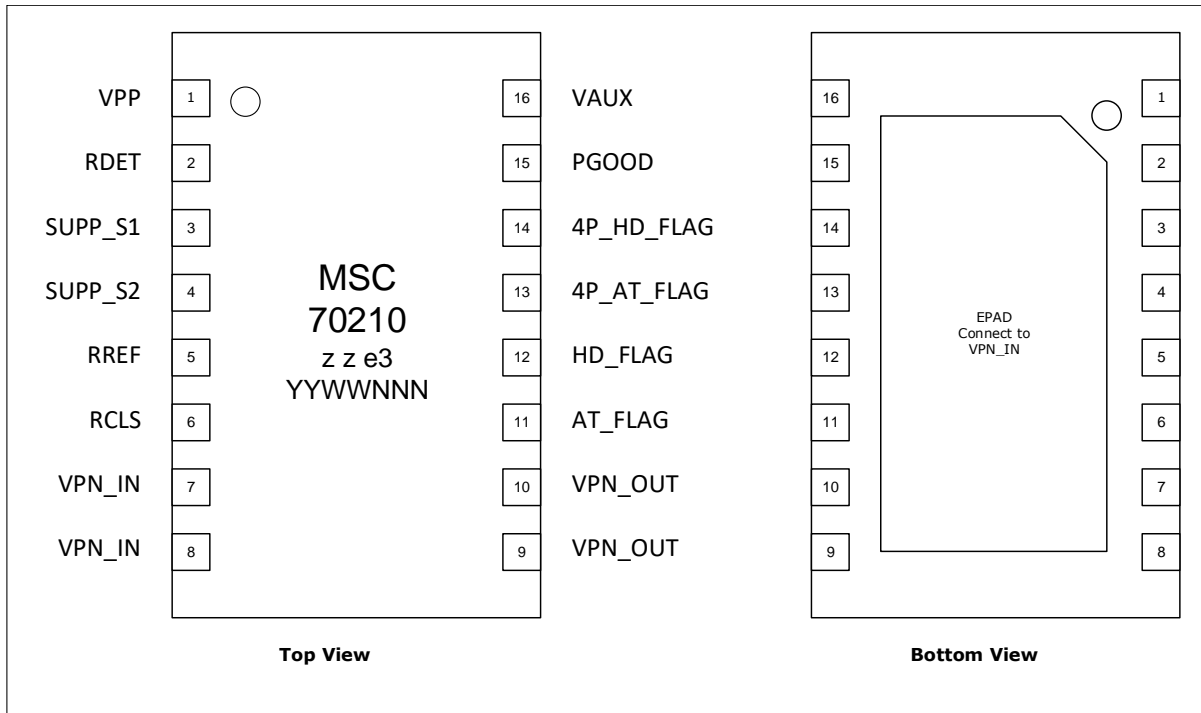 VPP 1 16 VAUX
RDET 2 15 PGOOD
SUPP_S1 3 14 4P_HD_FLAG
SUPP_S2 4 13 4P_AT_FLAG
RREF 5 12 HD_FLAG
RCLS 6 11 AT_FLAG
VPN_IN 7 10 VPN_OUT
VPN_IN 8 9 VPN_OUT
MSC
70210
z z e3
YYWWNNN
Top View
16 1
15 2
14 3
13 4
12 5
11 6
10 7
9 8
EPAD
Connect to
VPN_IN
Bottom View